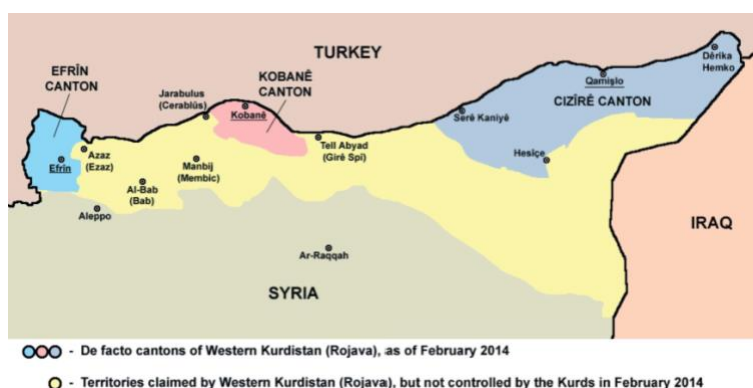 TURKEY
EFRÎN
CANTON
KOBANÊ
CANTON
Jarabulus
(Cerablûs)
Kobanê
Dêrika
Hemko
Qamişlo
CIZÎRÊ CANTON
Serê Kaniyê
Tell Abyad
(Girê Spî)
Azaz
(Ezaz)
Efrîn
Manbij
(Membic)
Hesîçe
Al-Bab
(Bab)
Aleppo
IRAQ
Ar-Raqqah
SYRIA
- De facto cantons of Western Kurdistan (Rojava), as of February 2014
- Territories claimed by Western Kurdistan (Rojava), but not controlled by the Kurds in February 2014